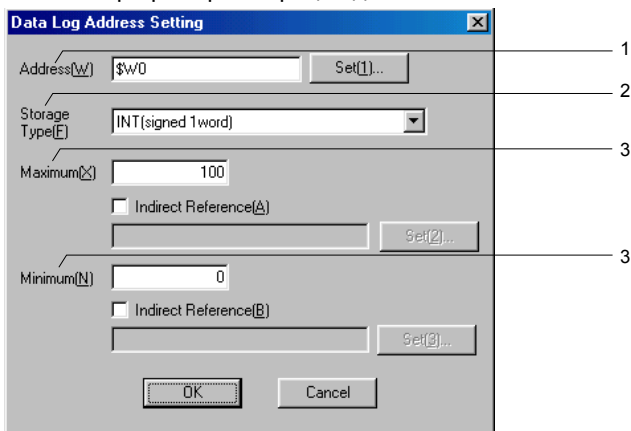 Data Log Address Setting
Address(W) $W0 Set(1)... 1
Storage Type(F) INT(signed 1word) 2
Maximum(X) 100 3
Indirect Reference(A)
Set(2)...
Minimum(N) 0 3
Indirect Reference(B)
Set(3)...
OK Cancel